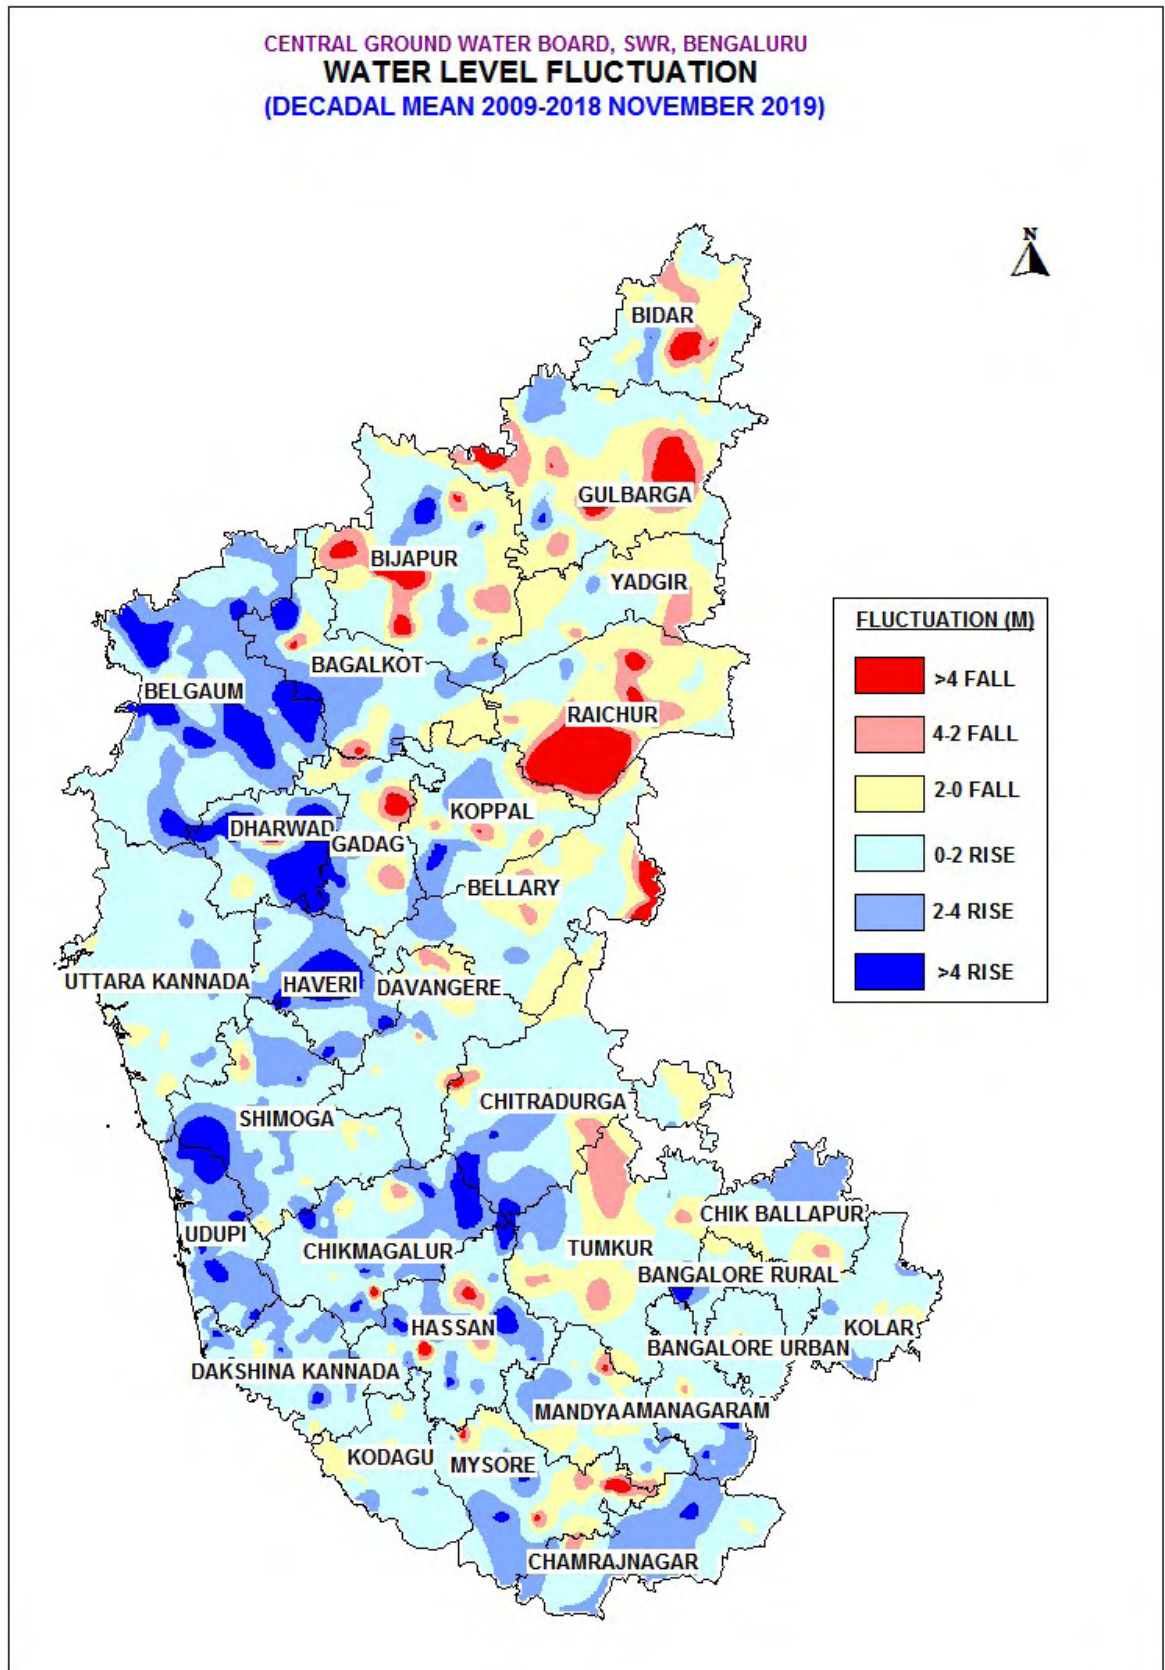 CENTRAL GROUND WATER BOARD, SWR, BENGALURU
WATER LEVEL FLUCTUATION
(DECADAL MEAN 2009-2018 NOVEMBER 2019)
N
BIDAR
GULBARGA
BIJAPUR
YADGIR
BAGALKOT
BELGAUM
RAICHUR
KOPPAL
DHARWAD
GADAG
BELLARY
UTTARA KANNADA
HAVERI
DAVANGERE
CHITRADURGA
SHIMOGA
CHIK BALLAPUR
UDUPI
CHIKMAGALUR
TUMKUR
BANGALORE RURAL
HASSAN
KOLAR
BANGALORE URBAN
DAKSHINA KANNADA
MANDYAAMANAGARAM
KODAGU
MYSORE
CHAMRAJNAGAR
FLUCTUATION (M)
>4 FALL
4-2 FALL
2-0 FALL
0-2 RISE
2-4 RISE
>4 RISE